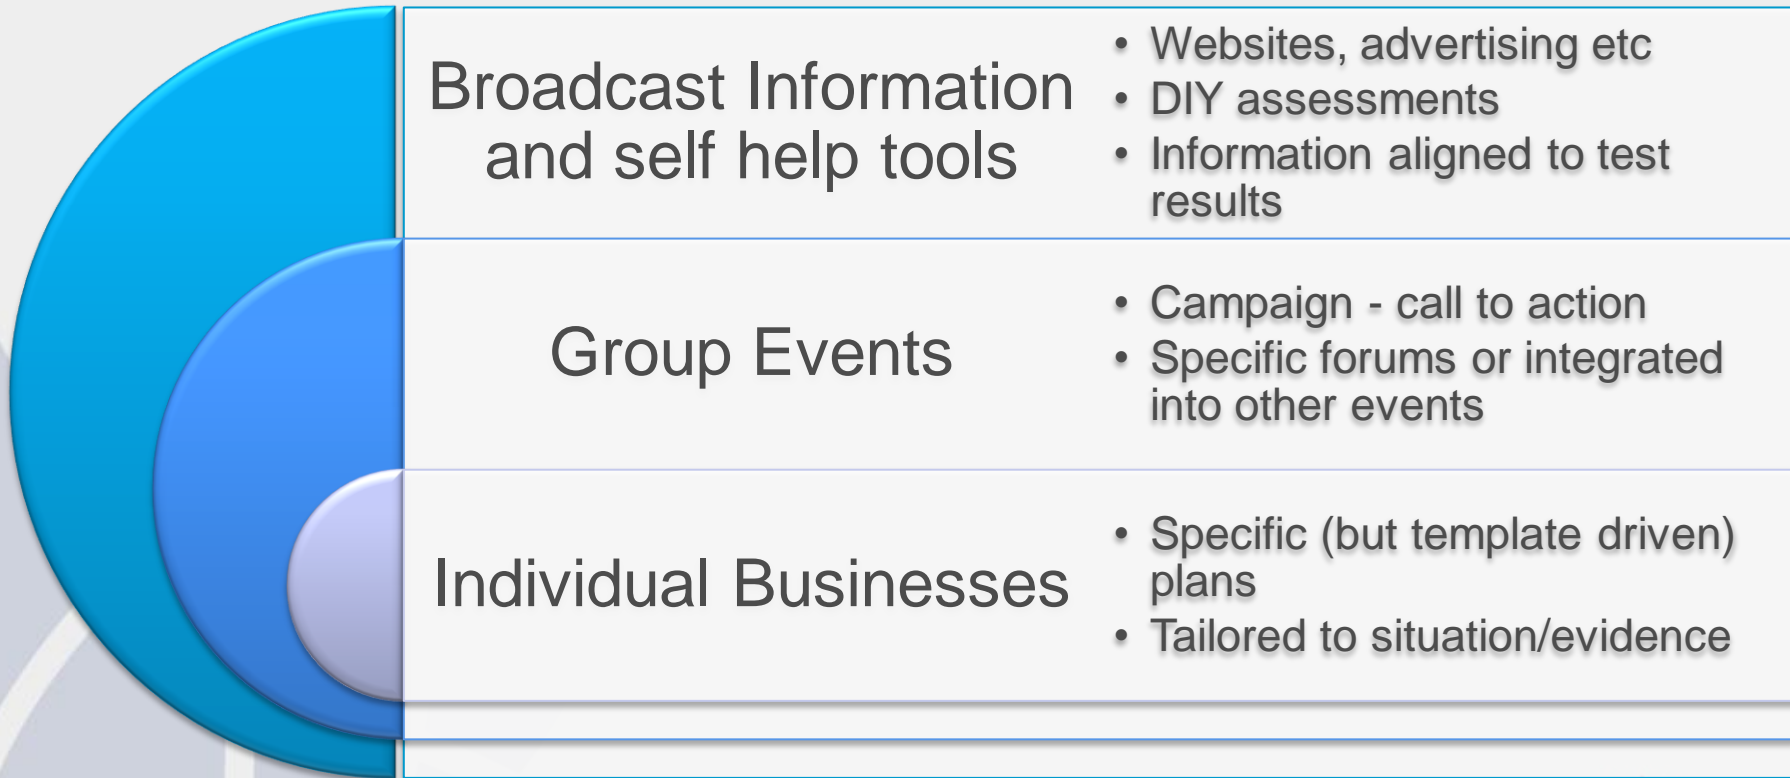 Broadcast Information
and self help tools
• Websites, advertising etc
• DIY assessments
• Information aligned to test
results
Group Events
• Campaign - call to action
• Specific forums or integrated
into other events
Individual Businesses
• Specific (but template driven)
plans
• Tailored to situation/evidence